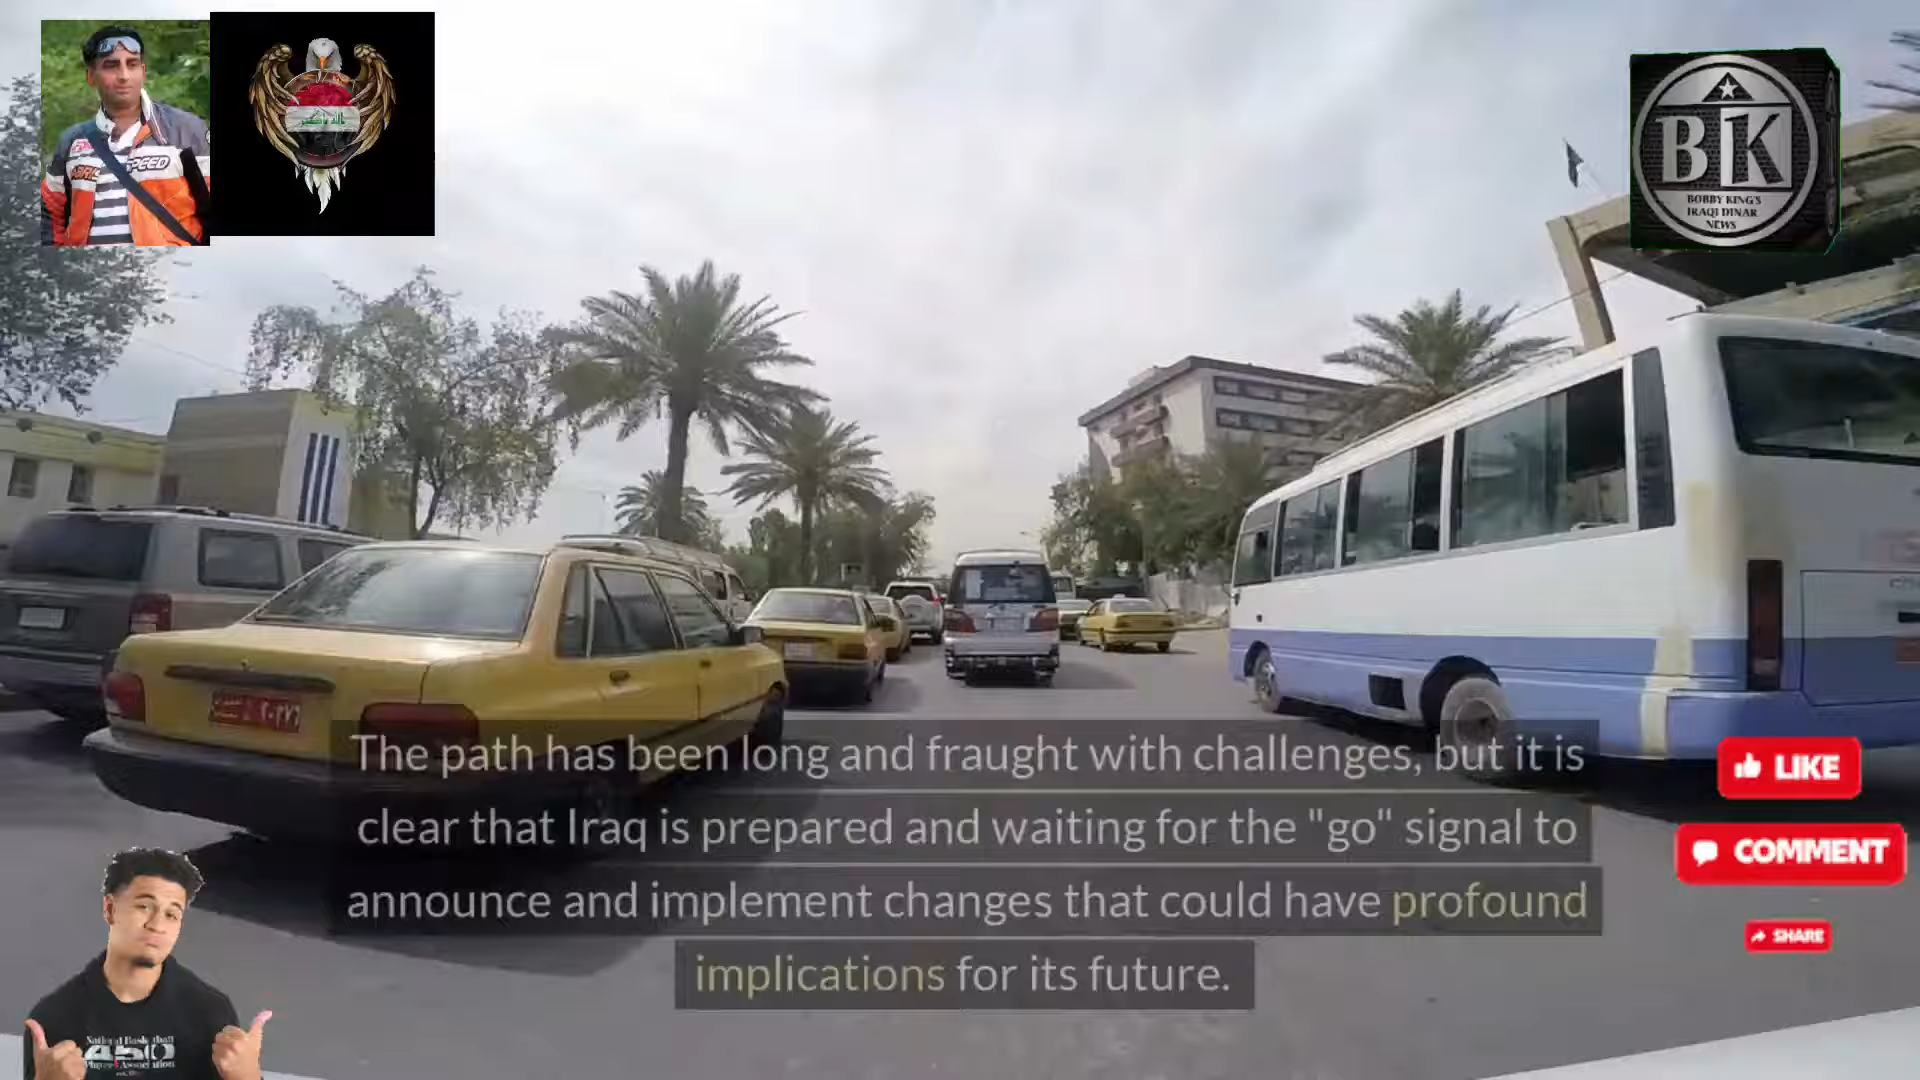 SPEED
BK
BOBBY KING'S
IRAQI DINAR
NEWS
The path has been long and fraught with challenges, but it is
clear that Iraq is prepared and waiting for the "go" signal to
announce and implement changes that could have profound
implications for its future.
LIKE
COMMENT
SHARE
450